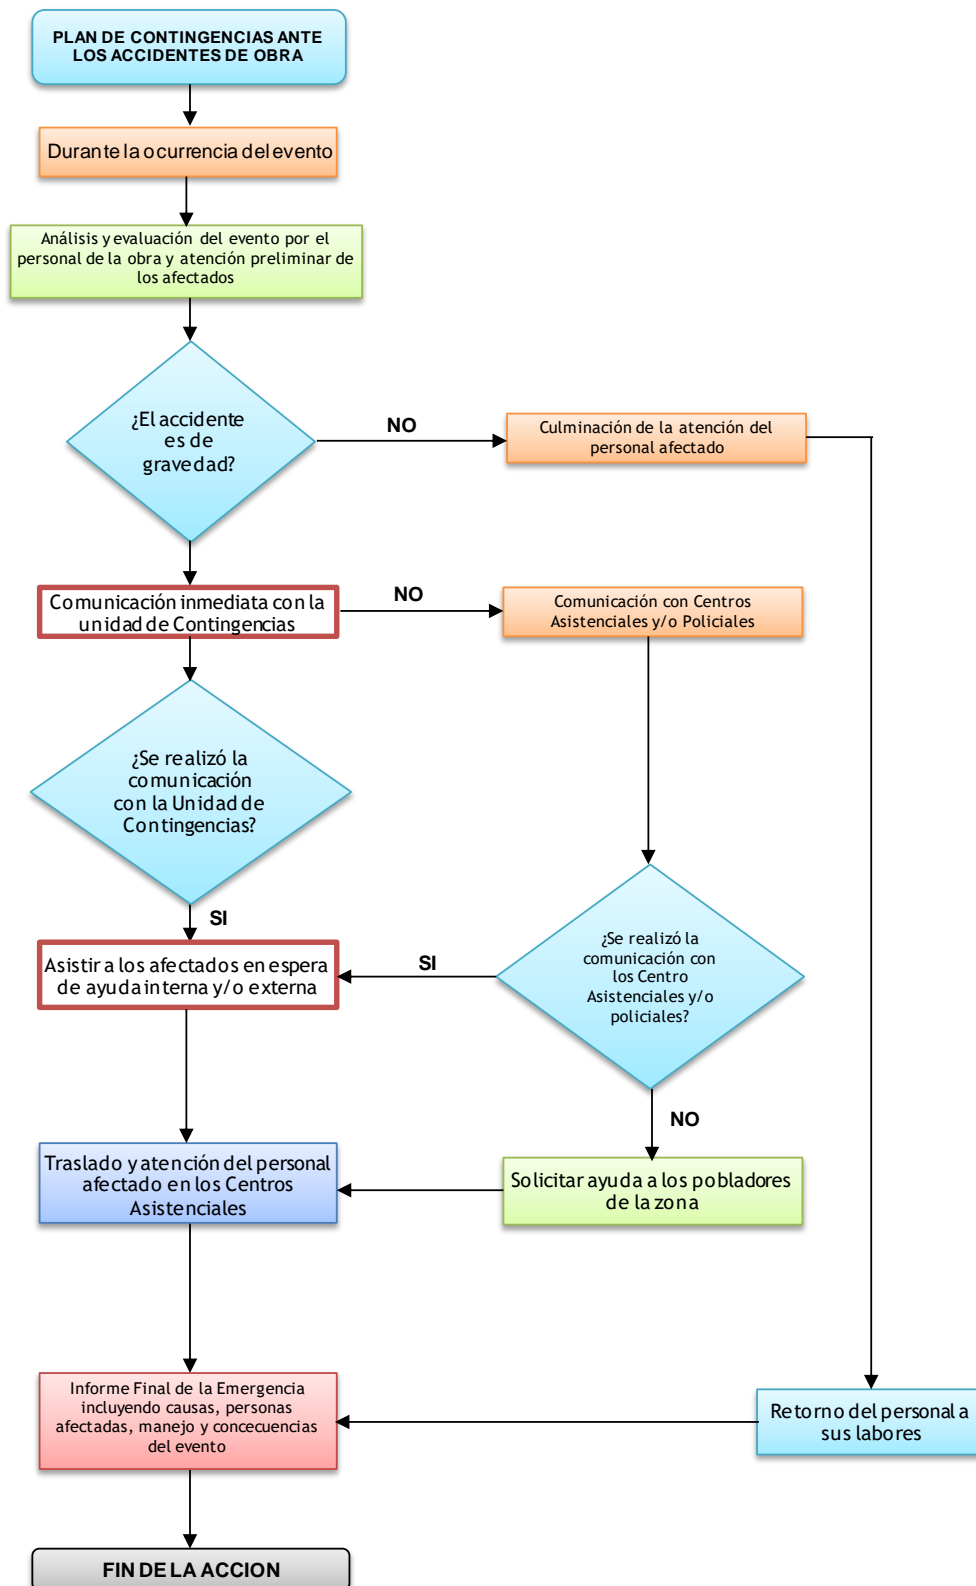 PLAN DE CONTINGENCIAS ANTE
LOS ACCIDENTES DE OBRA
Durante la ocurrencia del evento
Análisis y evaluación del evento por el
personal de la obra y atención preliminar de
los afectados
¿El accidente
es de
gravedad?
NO
Culminación de la atención del
personal afectado
Comunicación inmediata con la
unidad de Contingencias
NO
Comunicación con Centros
Asistenciales y/o Policiales
¿Se realizó la
comunicación
con la Unidad de
Contingencias?
SI
Asistir a los afectados en espera
de ayuda interna y/o externa
SI
¿Se realizó la
comunicación con
los Centro
Asistenciales y/o
policiales?
NO
Traslado y atención del personal
afectado en los Centros
Asistenciales
Solicitar ayuda a los pobladores
de la zona
Informe Final de la Emergencia
incluyendo causas, personas
afectadas, manejo y concecuencias
del evento
Retorno del personal a
sus labores
FIN DE LA ACCION